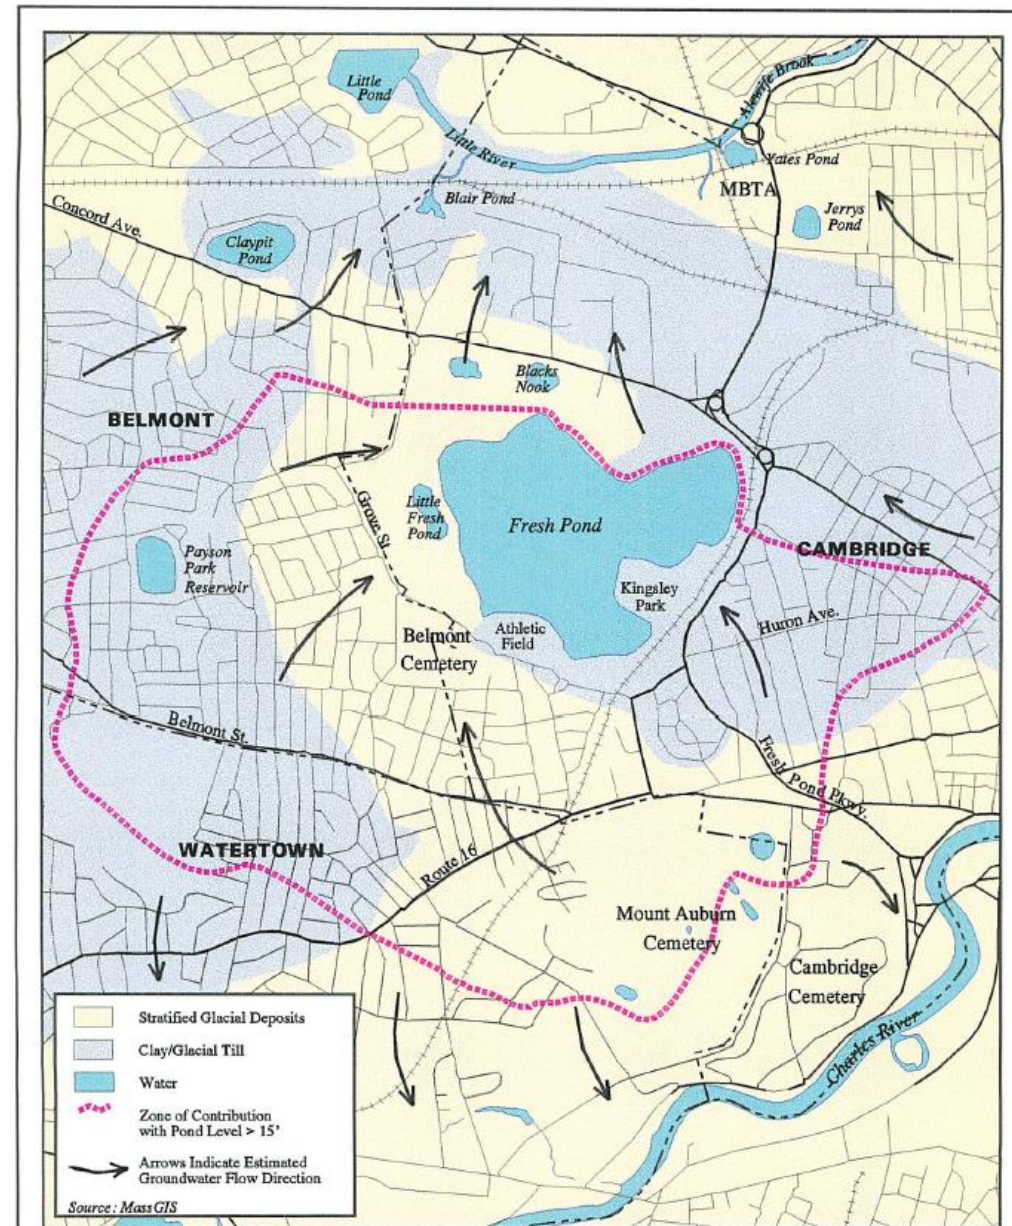 Little
Pond
Alewife Brook
Little River
Yates Pond
MBTA
Blair Pond
Jerrys
Pond
Concord Ave.
Claypit
Pond
Blacks
Nook
BELMONT
Grove St.
Little
Fresh
Pond
Fresh Pond
CAMBRIDGE
Payson
Park
Reservoir
Kingsley
Park
Huron Ave.
Athletic
Field
Belmont
Cemetery
Belmont St.
Fresh Pond Pkwy.
WATERTOWN
Route 16
Mount Auburn
Cemetery
Cambridge
Cemetery
Charles River
Stratified Glacial Deposits
Clay/Glacial Till
Water
Zone of Contribution
with Pond Level > 15'
Arrows Indicate Estimated
Groundwater Flow Direction
Source: MassGIS